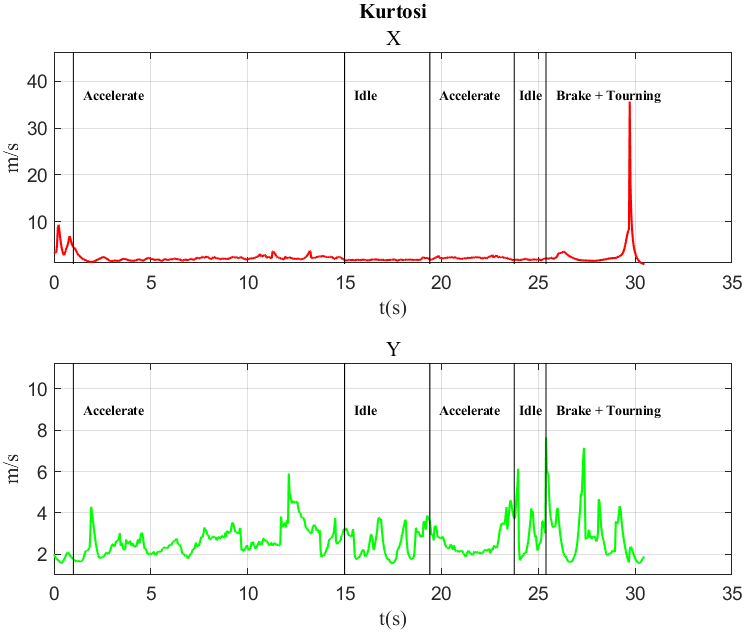 Kurtosi
X
40
30
20
10
m/s
Accelerate
Idle
Accelerate
Idle
Brake + Tourning
0 5 10 15 20 25 30 35
t(s)
Y
10
8
6
4
2
m/s
Accelerate
Idle
Accelerate
Idle
Brake + Tourning
0 5 10 15 20 25 30 35
t(s)